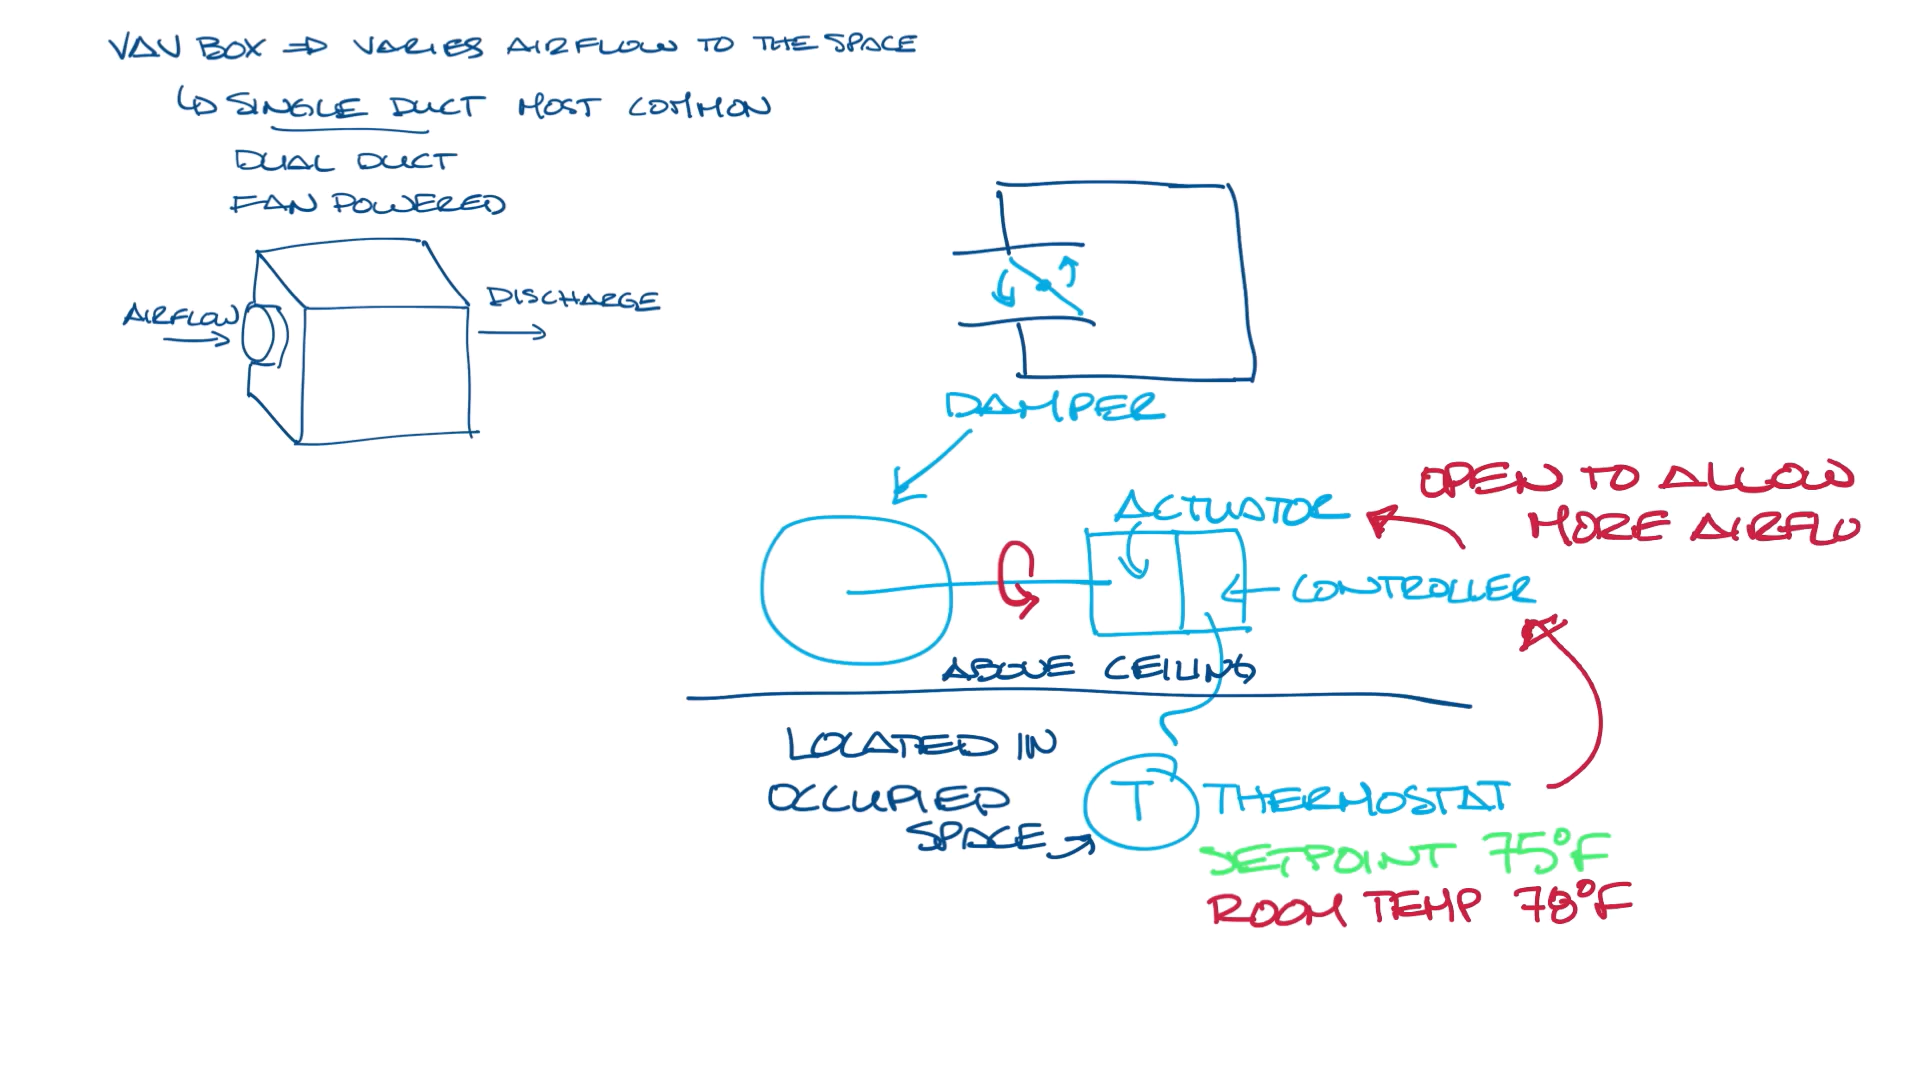 VAV BOX ⇒ VARIES AIRFLOW TO THE SPACE
↳ SINGLE DUCT MOST COMMON
DUAL DUCT
FAN POWERED
AIRFLOW
DISCHARGE
DAMPER
ACTUATOR
OPEN TO ALLOW
MORE AIRFLO
CONTROLLER
ABOVE CEILING
LOCATED IN
OCCUPIED
SPACE
T
THERMOSTAT
SETPOINT 75°F
ROOM TEMP 78°F